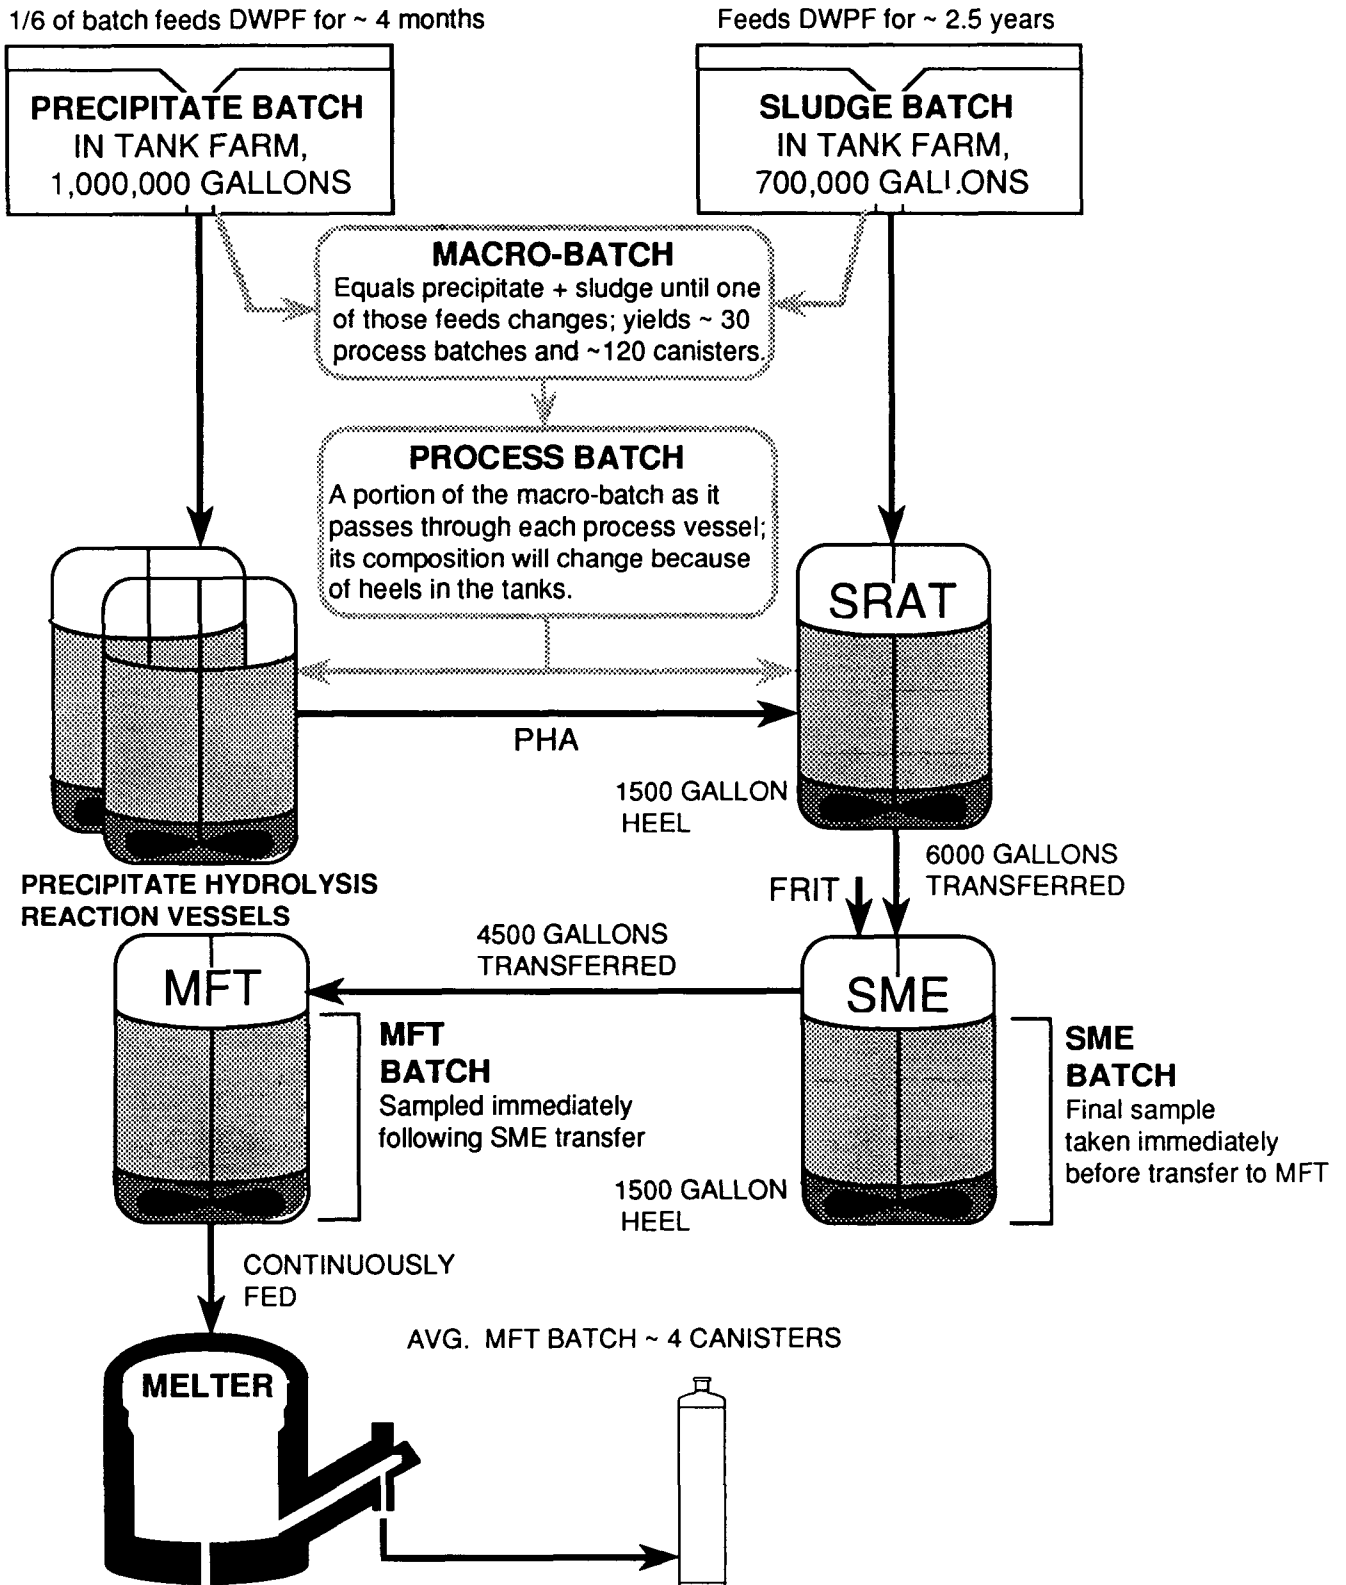 1/6 of batch feeds DWPF for ~ 4 months
Feeds DWPF for ~ 2.5 years
PRECIPITATE BATCH
IN TANK FARM,
1,000,000 GALLONS
SLUDGE BATCH
IN TANK FARM,
700,000 GALLONS
MACRO-BATCH
Equals precipitate + sludge until one
of those feeds changes; yields ~ 30
process batches and ~120 canisters.
PROCESS BATCH
A portion of the macro-batch as it
passes through each process vessel;
its composition will change because
of heels in the tanks.
SRAT
PHA
1500 GALLON
HEEL
PRECIPITATE HYDROLYSIS
REACTION VESSELS
6000 GALLONS
TRANSFERRED
FRIT
4500 GALLONS
TRANSFERRED
MFT
SME
MFT
BATCH
Sampled immediately
following SME transfer
SME
BATCH
Final sample
taken immediately
before transfer to MFT
1500 GALLON
HEEL
CONTINUOUSLY
FED
AVG. MFT BATCH ~ 4 CANISTERS
MELTER